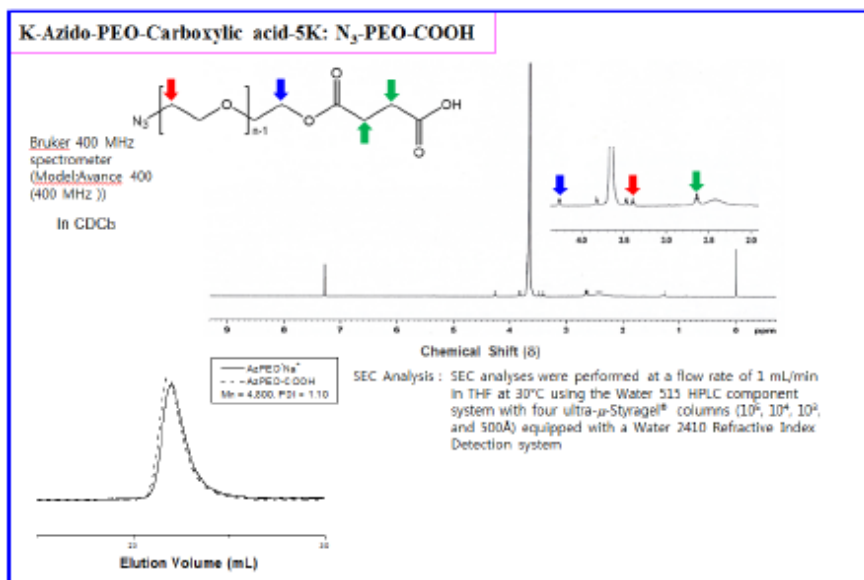 K-Azido-PEO-Carboxylic acid-5K: N₃-PEO-COOH
N₃
O
n-1
O
O
O
OH
Bruker 400 MHz
spectrometer
(Model:Avance 400
(400 MHz ))
In CDCl₃
4.0 3.5 3.0 2.5 2.0
9 8 7 6 5 4 3 2 1 0 ppm
Chemical Shift (δ)
AzPEO⁻Na⁺
AzPEO-COOH
Mn = 4,800, PDI = 1.10
SEC Analysis : SEC analyses were performed at a flow rate of 1 mL/min
in THF at 30°C using the Water 515 HPLC component
system with four ultra-μ-Styragel® columns (10⁵, 10⁴, 10³,
and 500Å) equipped with a Water 2410 Refractive Index
Detection system
Elution Volume (mL)